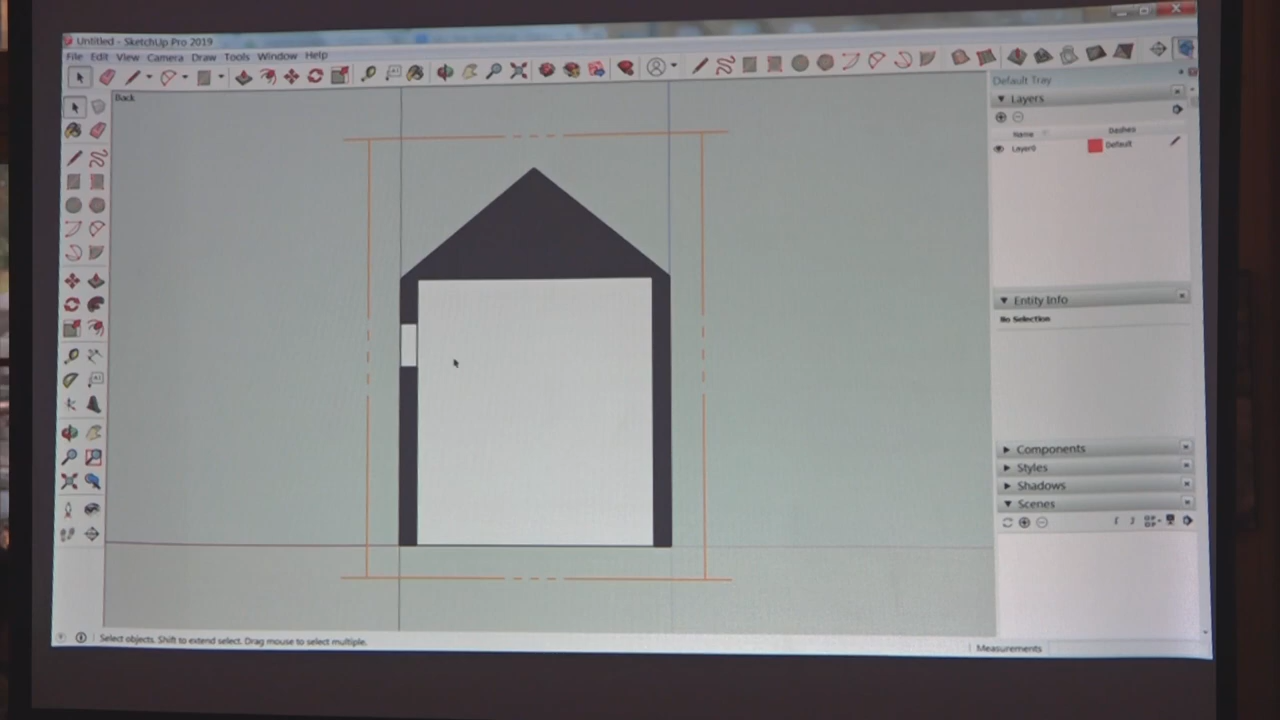 Untitled - SketchUp Pro 2019
File Edit View Camera Draw Tools Window Help
Back
Default Tray
Layers
Name Dashes
Layer0 Default
Entity Info
No Selection
Components
Styles
Shadows
Scenes
Select objects. Shift to extend select. Drag mouse to select multiple.
Measurements